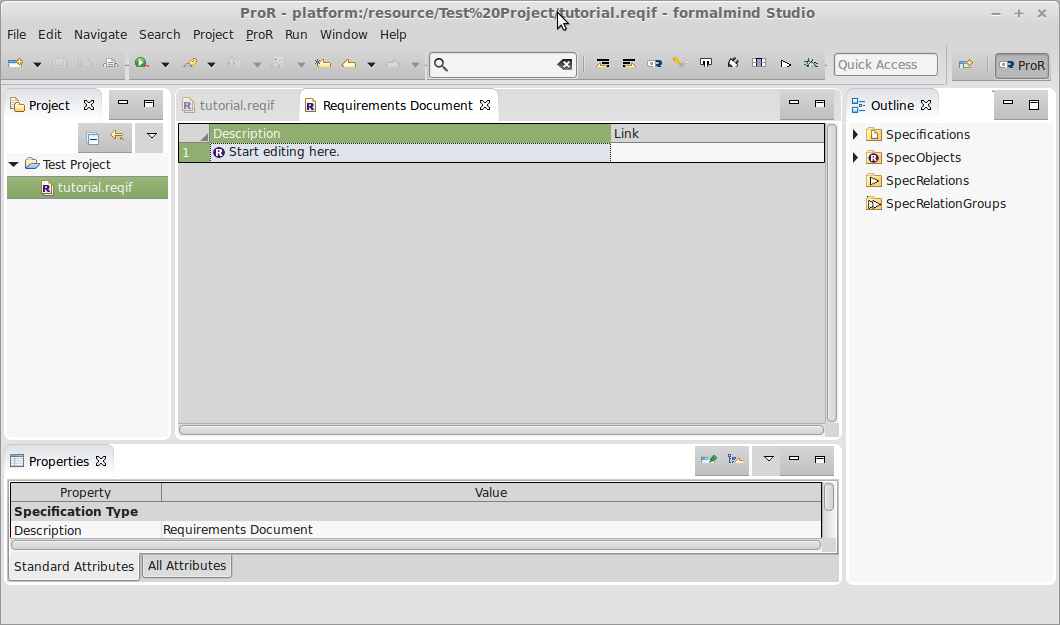 ProR - platform:/resource/Test%20Project/tutorial.reqif - formalmind Studio
File Edit Navigate Search Project ProR Run Window Help
Quick Access
ProR
Project
tutorial.reqif
Requirements Document
Outline
Description Link
1 R Start editing here.
Test Project
tutorial.reqif
Specifications
SpecObjects
SpecRelations
SpecRelationGroups
Properties
Property Value
Specification Type
Description Requirements Document
Standard Attributes All Attributes